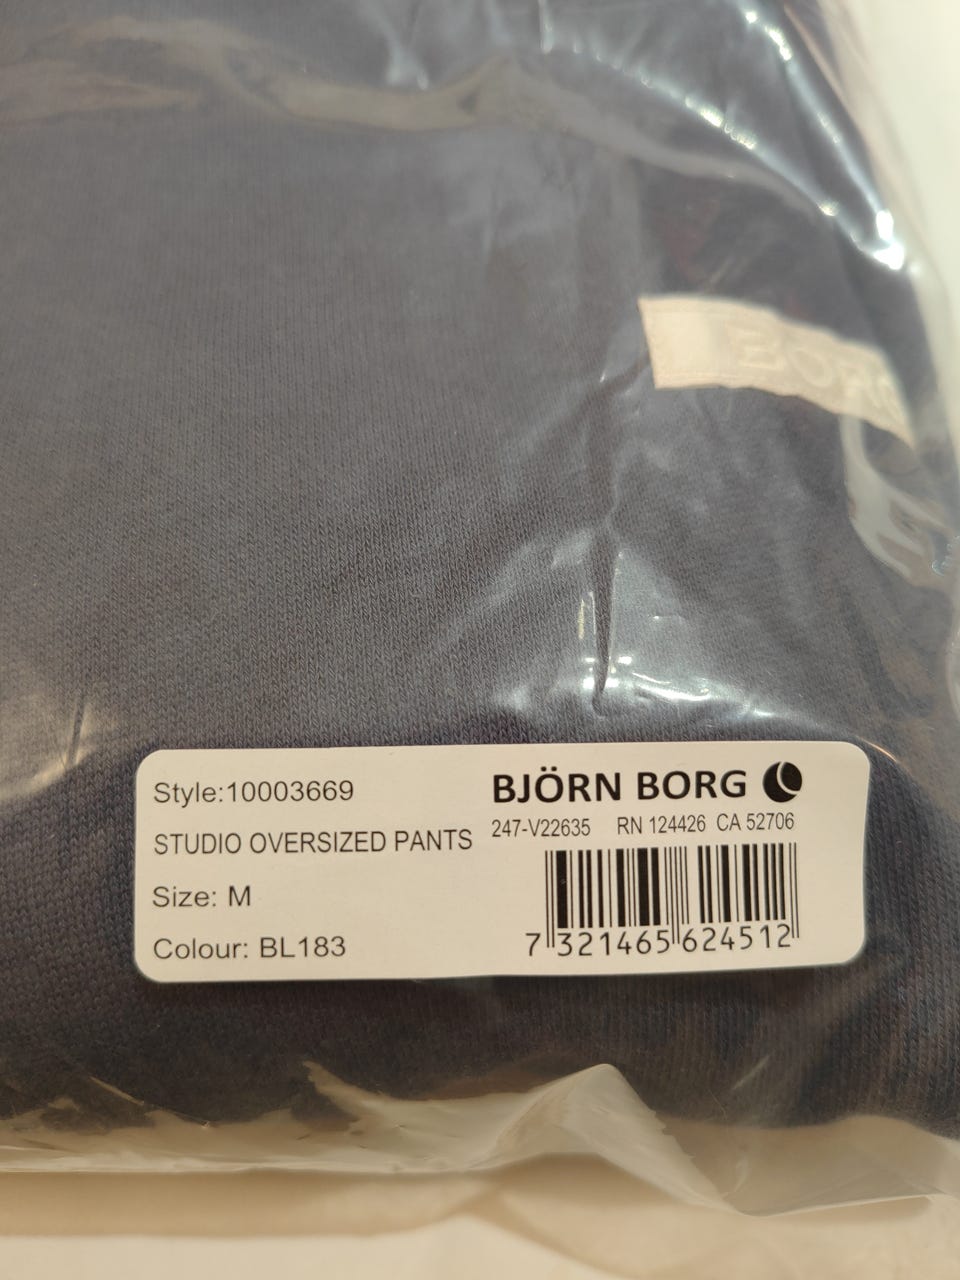 BORG
Style:10003669
STUDIO OVERSIZED PANTS
Size: M
Colour: BL183
BJÖRN BORG
247-V22635 RN 124426 CA 52706
7 321465 624512